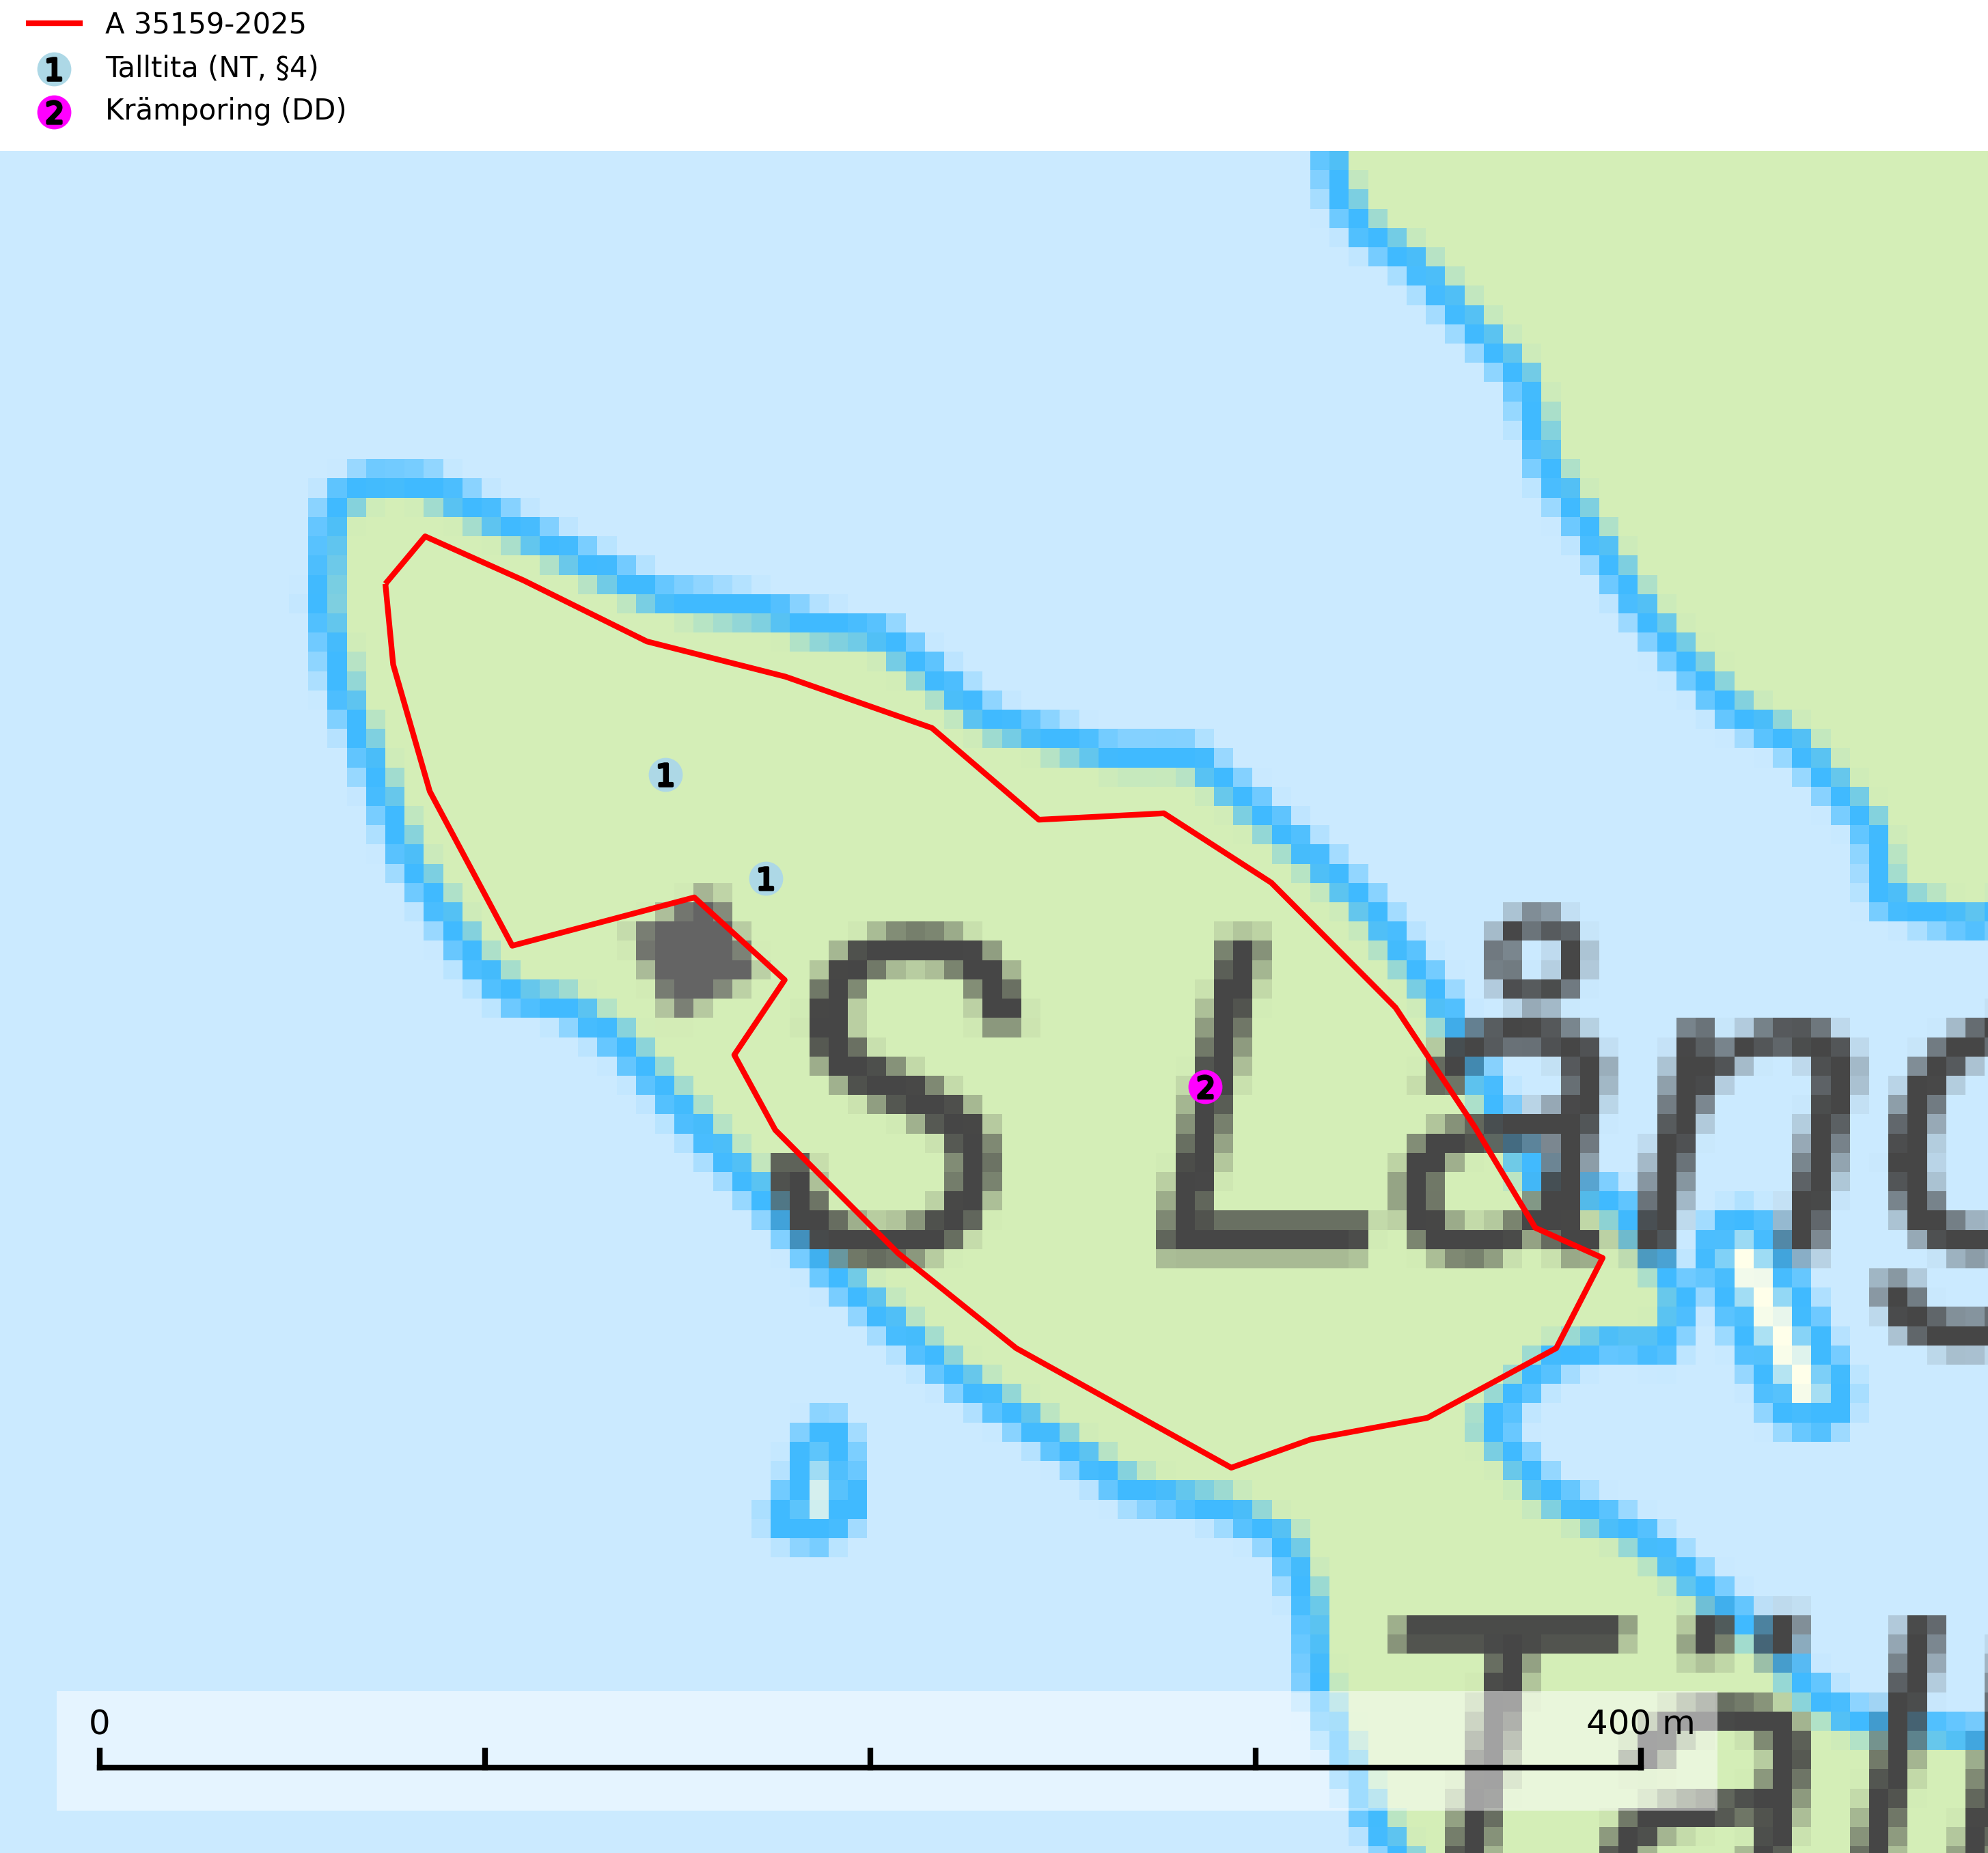 A 35159-2025
1 Talltita (NT, §4)
2 Krämporing (DD)
1
1
S Lång
2
0 400 m